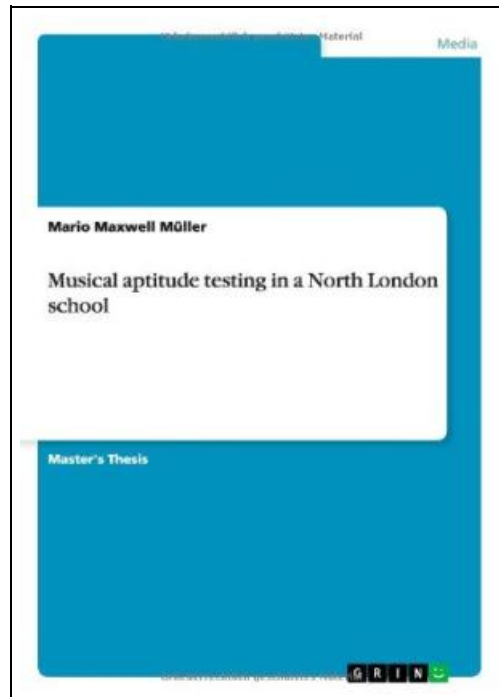 Media
Mario Maxwell Müller
Musical aptitude testing in a North London
school
Master's Thesis
GRIN